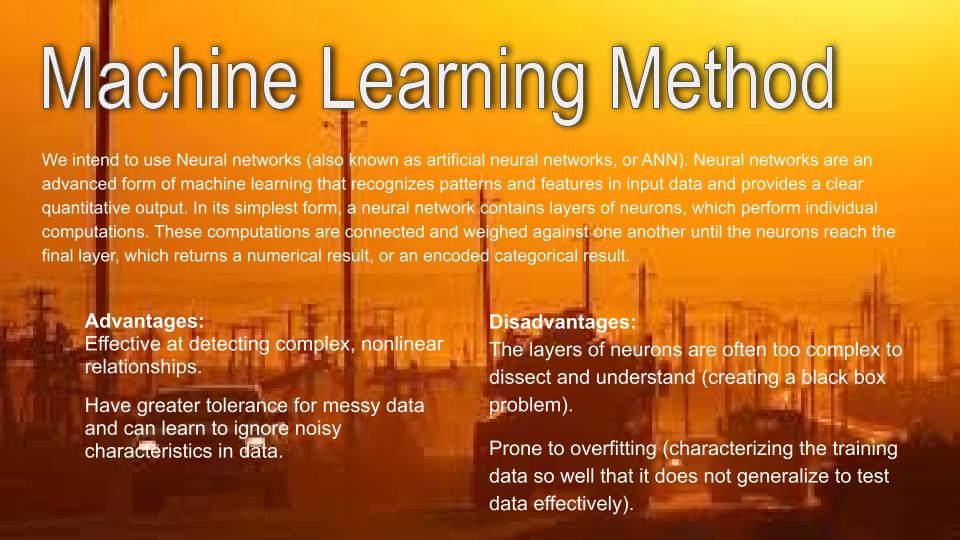 Machine Learning Method
We intend to use Neural networks (also known as artificial neural networks, or ANN). Neural networks are an
advanced form of machine learning that recognizes patterns and features in input data and provides a clear
quantitative output. In its simplest form, a neural network contains layers of neurons, which perform individual
computations. These computations are connected and weighed against one another until the neurons reach the
final layer, which returns a numerical result, or an encoded categorical result.
Advantages:
Effective at detecting complex, nonlinear
relationships.
Have greater tolerance for messy data
and can learn to ignore noisy
characteristics in data.
Disadvantages:
The layers of neurons are often too complex to
dissect and understand (creating a black box
problem).
Prone to overfitting (characterizing the training
data so well that it does not generalize to test
data effectively).